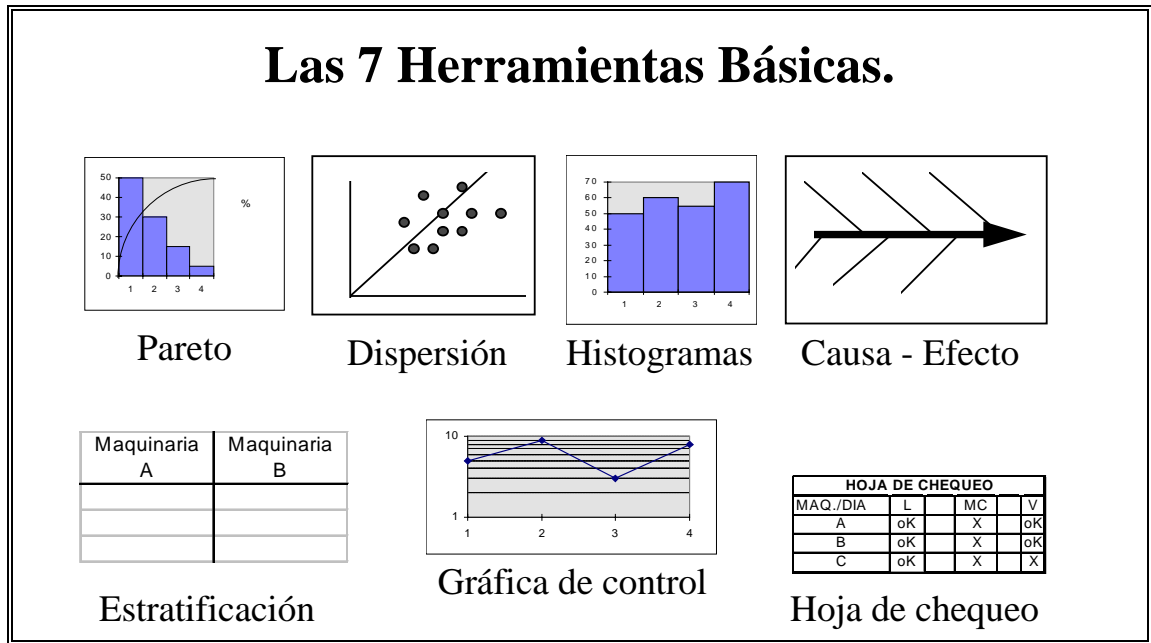 Las 7 Herramientas Básicas.
50
40
30
20
10
0
1 2 3 4
%
Pareto
Dispersión
70
60
50
40
30
20
10
0
1 2 3 4
Histogramas
Causa - Efecto
Maquinaria Maquinaria
A B
Estratificación
10
1
1 2 3 4
Gráfica de control
HOJA DE CHEQUEO
MAQ./DIA L MC V
A oK X oK
B oK X oK
C oK X X
Hoja de chequeo